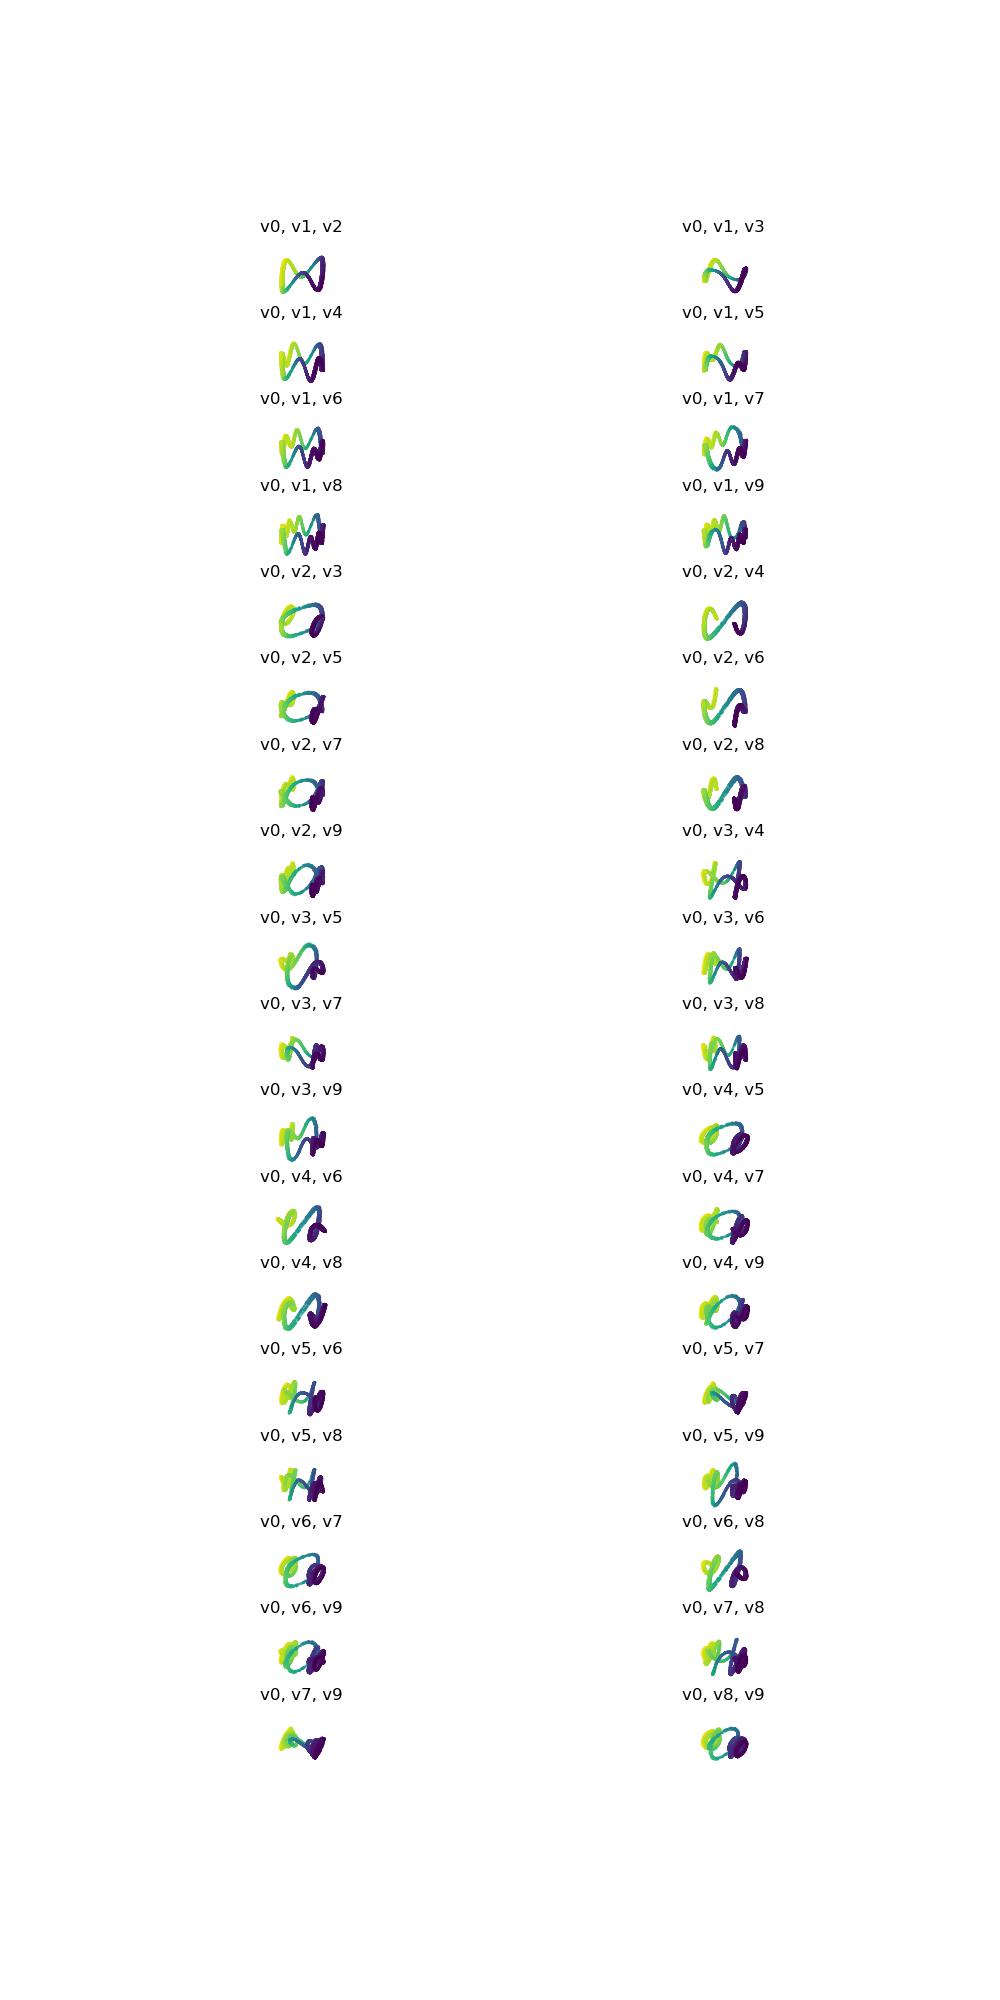 v0, v1, v2
v0, v1, v3
v0, v1, v4
v0, v1, v5
v0, v1, v6
v0, v1, v7
v0, v1, v8
v0, v1, v9
v0, v2, v3
v0, v2, v4
v0, v2, v5
v0, v2, v6
v0, v2, v7
v0, v2, v8
v0, v2, v9
v0, v3, v4
v0, v3, v5
v0, v3, v6
v0, v3, v7
v0, v3, v8
v0, v3, v9
v0, v4, v5
v0, v4, v6
v0, v4, v7
v0, v4, v8
v0, v4, v9
v0, v5, v6
v0, v5, v7
v0, v5, v8
v0, v5, v9
v0, v6, v7
v0, v6, v8
v0, v6, v9
v0, v7, v8
v0, v7, v9
v0, v8, v9